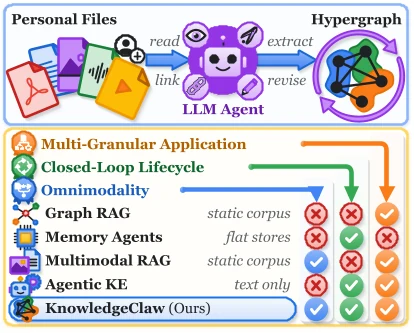 Personal Files
Hypergraph
read
extract
link
revise
LLM Agent
Multi-Granular Application
Closed-Loop Lifecycle
Omnimodality
Graph RAG static corpus
Memory Agents flat stores
Multimodal RAG static corpus
Agentic KE text only
KnowledgeClaw (Ours)